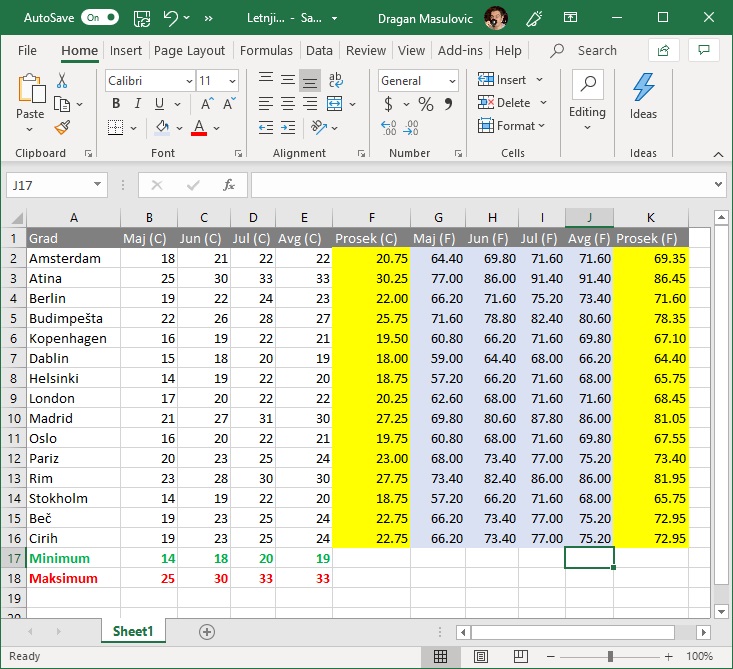 AutoSave On Letnji... - Sa... Dragan Masulovic
File Home Insert Page Layout Formulas Data Review View Add-ins Help Search
Paste
Clipboard
Calibri 11
B I U A A
A
Font
ab c
Alignment
General
$ % 9
.00 .00
Number
Insert
Delete
Format
Cells
Editing
Ideas
Ideas
J17 fx
A B C D E F G H I J K
1 Grad Maj (C) Jun (C) Jul (C) Avg (C) Prosek (C) Maj (F) Jun (F) Jul (F) Avg (F) Prosek (F)
2 Amsterdam 18 21 22 22 20.75 64.40 69.80 71.60 71.60 69.35
3 Atina 25 30 33 33 30.25 77.00 86.00 91.40 91.40 86.45
4 Berlin 19 22 24 23 22.00 66.20 71.60 75.20 73.40 71.60
5 Budimpešta 22 26 28 27 25.75 71.60 78.80 82.40 80.60 78.35
6 Kopenhagen 16 19 22 21 19.50 60.80 66.20 71.60 69.80 67.10
7 Dablin 15 18 20 19 18.00 59.00 64.40 68.00 66.20 64.40
8 Helsinki 14 19 22 20 18.75 57.20 66.20 71.60 68.00 65.75
9 London 17 20 22 22 20.25 62.60 68.00 71.60 71.60 68.45
10 Madrid 21 27 31 30 27.25 69.80 80.60 87.80 86.00 81.05
11 Oslo 16 20 22 21 19.75 60.80 68.00 71.60 69.80 67.55
12 Pariz 20 23 25 24 23.00 68.00 73.40 77.00 75.20 73.40
13 Rim 23 28 30 30 27.75 73.40 82.40 86.00 86.00 81.95
14 Stokholm 14 19 22 20 18.75 57.20 66.20 71.60 68.00 65.75
15 Beč 19 23 25 24 22.75 66.20 73.40 77.00 75.20 72.95
16 Cirih 19 23 25 24 22.75 66.20 73.40 77.00 75.20 72.95
17 Minimum 14 18 20 19
18 Maksimum 25 30 33 33
19
20
Sheet1
Ready 100%